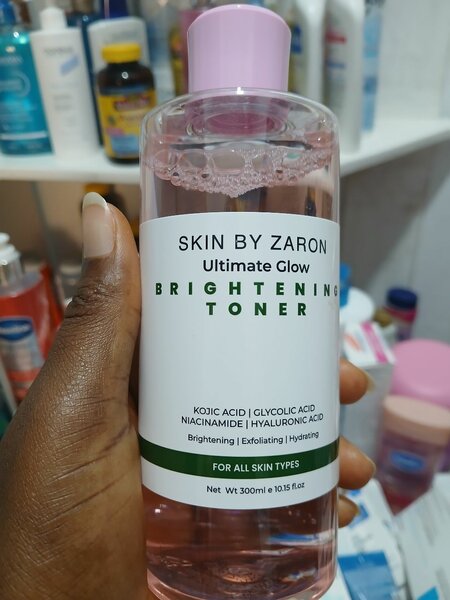 SKIN BY ZARON
Ultimate Glow
BRIGHTENING
TONER
KOJIC ACID | GLYCOLIC ACID
NIACINAMIDE | HYALURONIC ACID
Brightening | Exfoliating | Hydrating
FOR ALL SKIN TYPES
Net Wt 300ml e 10.15 fl.oz
Vaseline